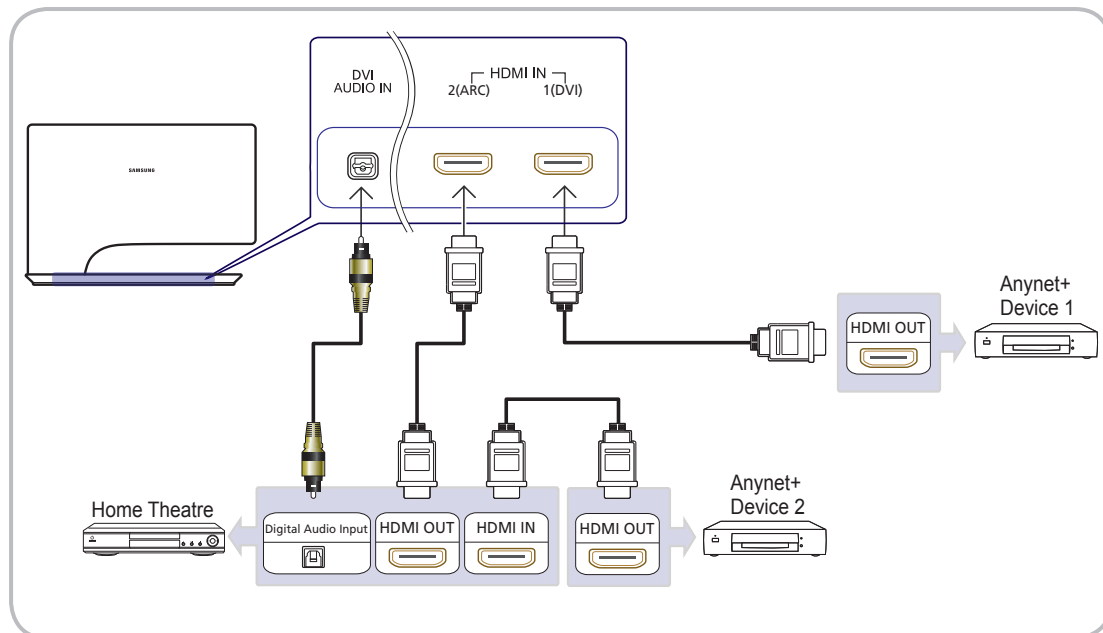 DVI
AUDIO IN
HDMI IN
2(ARC)
1(DVI)
SAMSUNG
Anynet+
Device 1
HDMI OUT
Anynet+
Device 2
Home Theatre
Digital Audio Input
HDMI OUT
HDMI IN
HDMI OUT